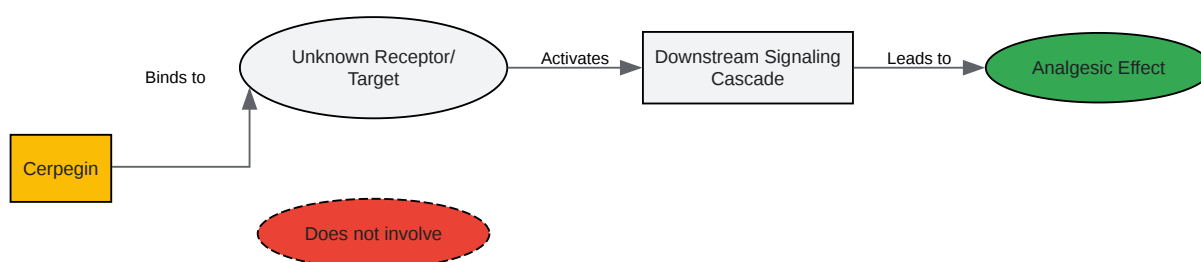 Binds to
Unknown Receptor/
Target
Activates
Downstream Signaling
Cascade
Leads to
Analgesic Effect
Cerpegin
Does not involve